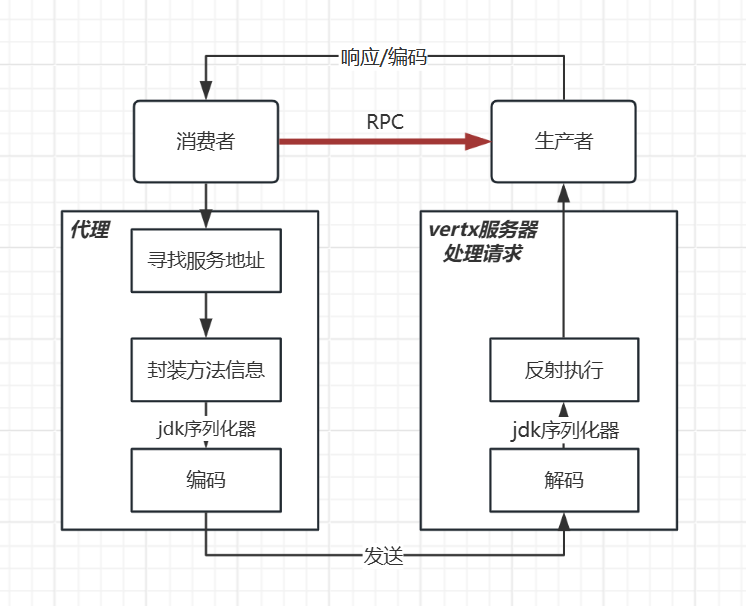 响应/编码
消费者
RPC
生产者
代理
寻找服务地址
封装方法信息
jdk序列化器
编码
vertx服务器
处理请求
反射执行
jdk序列化器
解码
发送